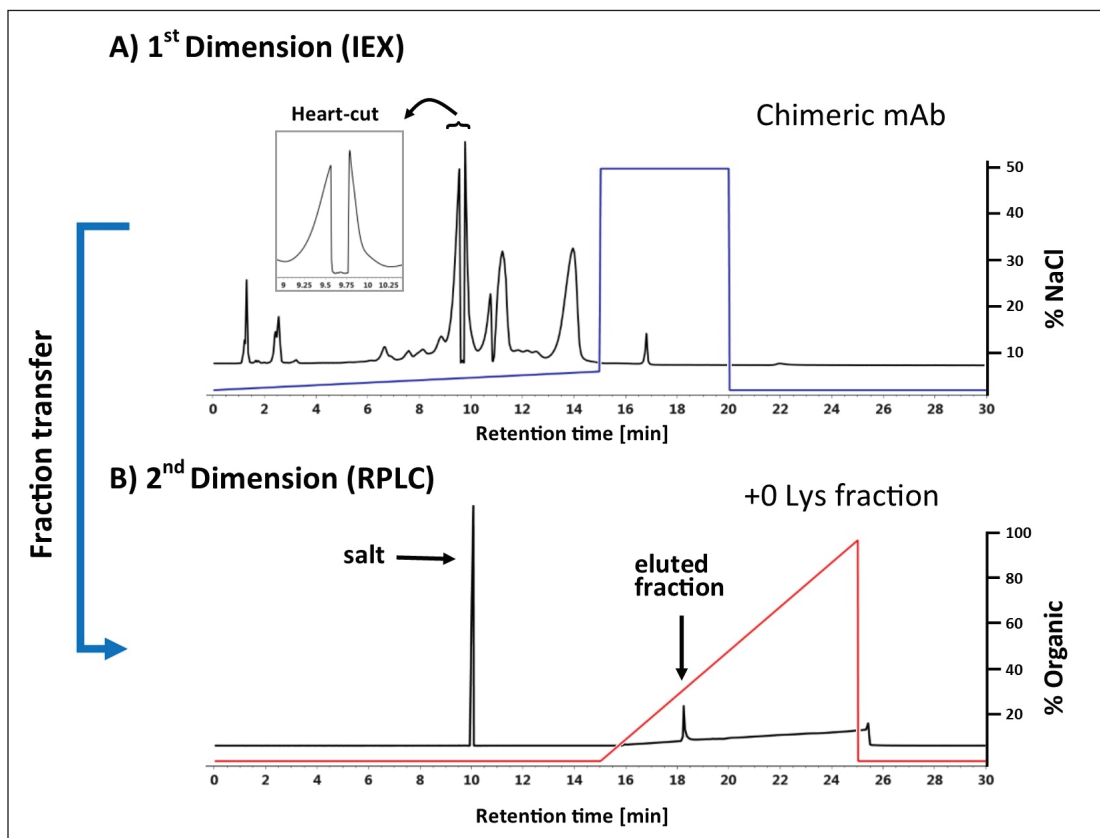 A) 1st Dimension (IEX)
Heart-cut
Chimeric mAb
9 9.25 9.5 9.75 10 10.25
50
40
30
20
10
% NaCl
0 2 4 6 8 10 12 14 16 18 20 22 24 26 28 30
Retention time [min]
Fraction transfer
B) 2nd Dimension (RPLC)
+0 Lys fraction
salt
eluted
fraction
100
80
60
40
20
% Organic
0 2 4 6 8 10 12 14 16 18 20 22 24 26 28 30
Retention time [min]